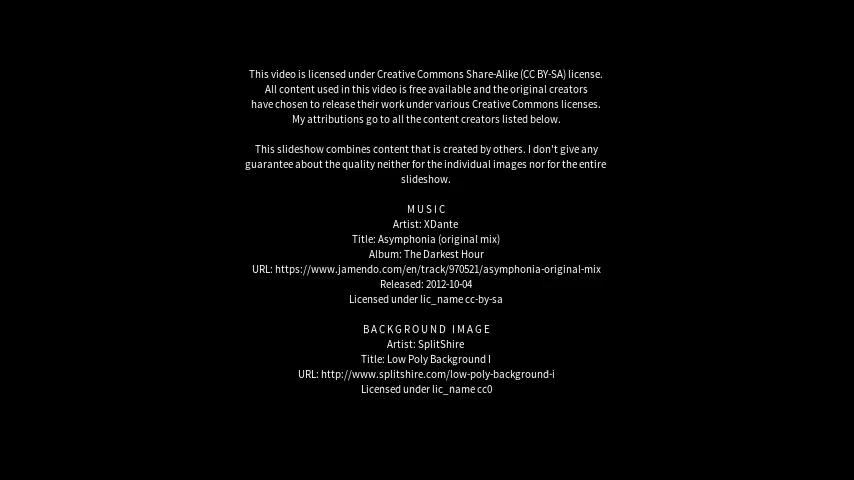 This video is licensed under Creative Commons Share-Alike (CC BY-SA) license.
All content used in this video is free available and the original creators
have chosen to release their work under various Creative Commons licenses.
My attributions go to all the content creators listed below.
This slideshow combines content that is created by others. I don't give any
guarantee about the quality neither for the individual images nor for the entire
slideshow.
MUSIC
Artist: XDante
Title: Asymphonia (original mix)
Album: The Darkest Hour
URL: https://www.jamendo.com/en/track/970521/asymphonia-original-mix
Released: 2012-10-04
Licensed under lic_name cc-by-sa
BACKGROUND IMAGE
Artist: SplitShire
Title: Low Poly Background I
URL: http://www.splitshire.com/low-poly-background-i
Licensed under lic_name cc0